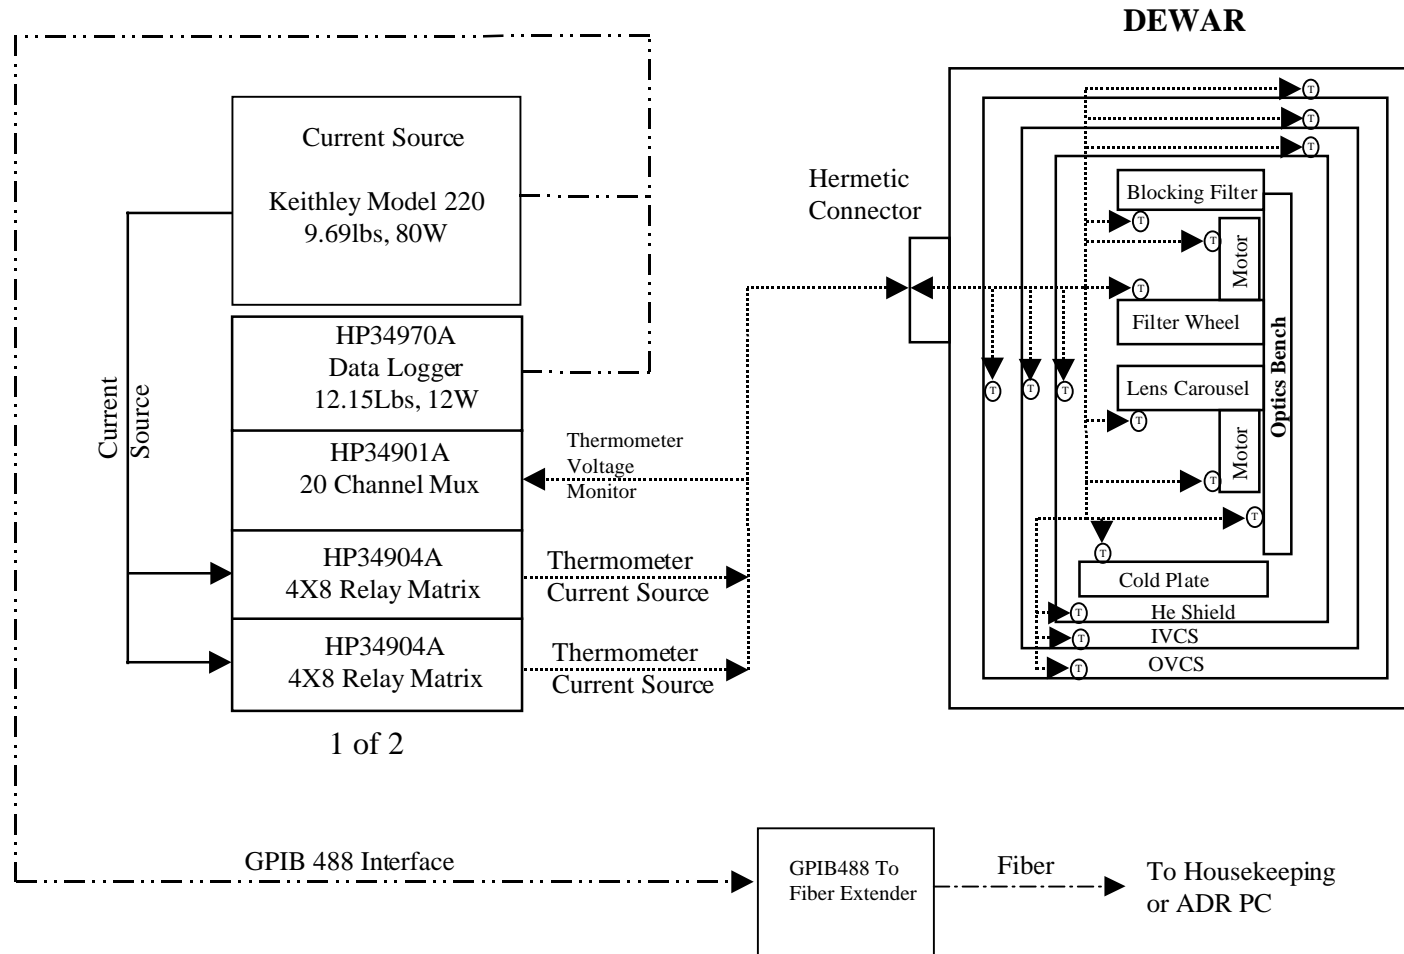 DEWAR
Current Source
Keithley Model 220
9.69lbs, 80W
HP34970A
Data Logger
12.15Lbs, 12W
HP34901A
20 Channel Mux
HP34904A
4X8 Relay Matrix
HP34904A
4X8 Relay Matrix
1 of 2
Current
Source
Thermometer
Voltage
Monitor
Thermometer
Current Source
Thermometer
Current Source
Hermetic
Connector
T
T
T
Blocking Filter
T
T
Motor
T
Filter Wheel
T
T
T
Lens Carousel
T
Motor
T
Optics Bench
T
T
Cold Plate
T
He Shield
T
IVCS
T
OVCS
GPIB 488 Interface
GPIB488 To
Fiber Extender
Fiber
To Housekeeping
or ADR PC